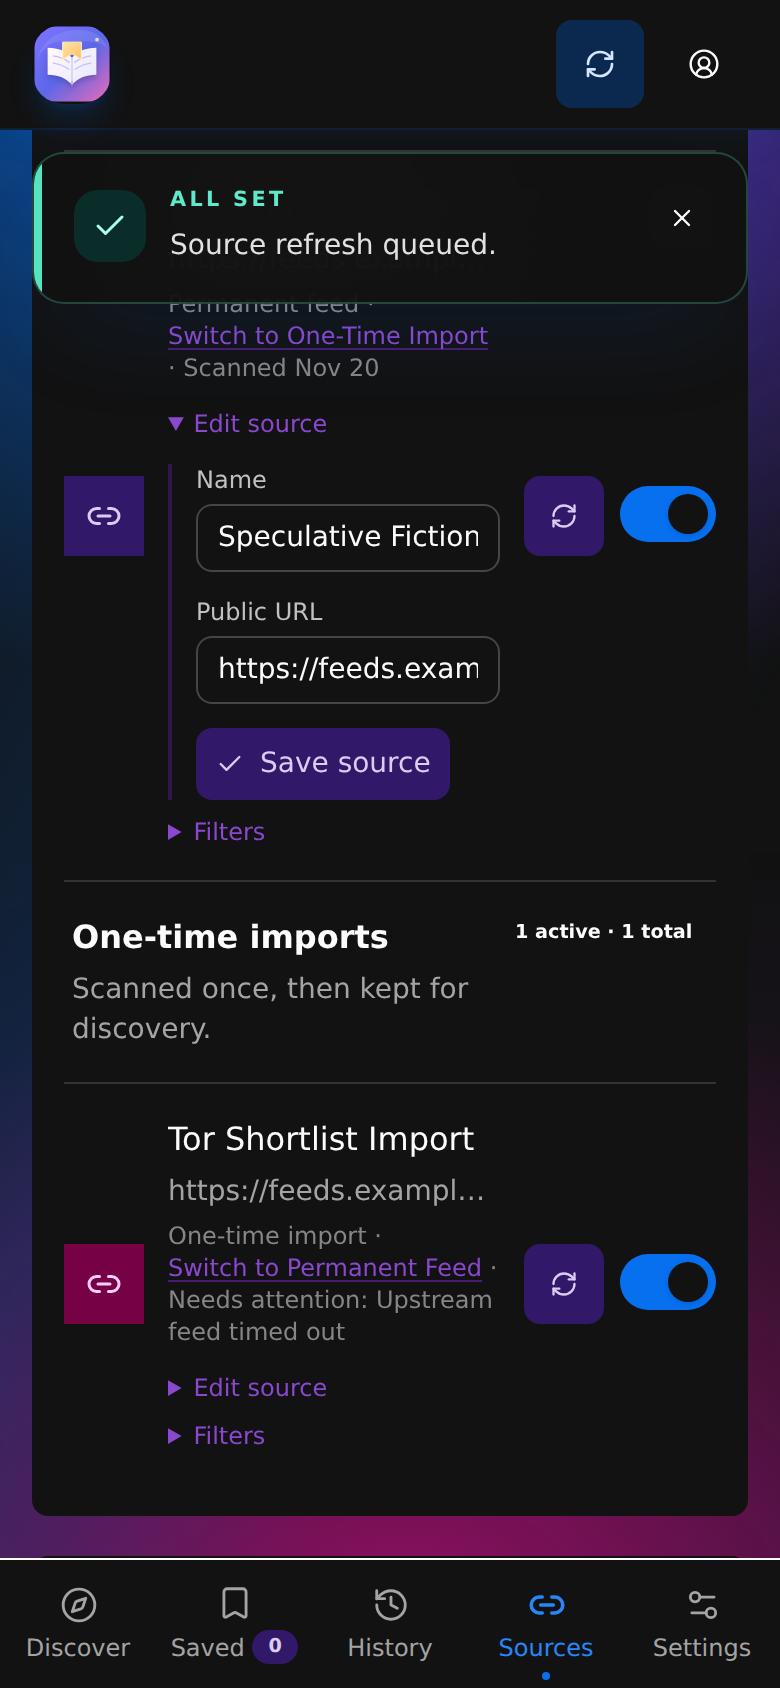 ALL SET
Source refresh queued.
Permanent feed ·
Switch to One-Time Import
· Scanned Nov 20
Edit source
Name
Speculative Fiction
Public URL
https://feeds.exam
Save source
Filters
One-time imports
1 active · 1 total
Scanned once, then kept for
discovery.
Tor Shortlist Import
https://feeds.exampl...
One-time import ·
Switch to Permanent Feed ·
Needs attention: Upstream
feed timed out
Edit source
Filters
Discover
Saved 0
History
Sources
Settings